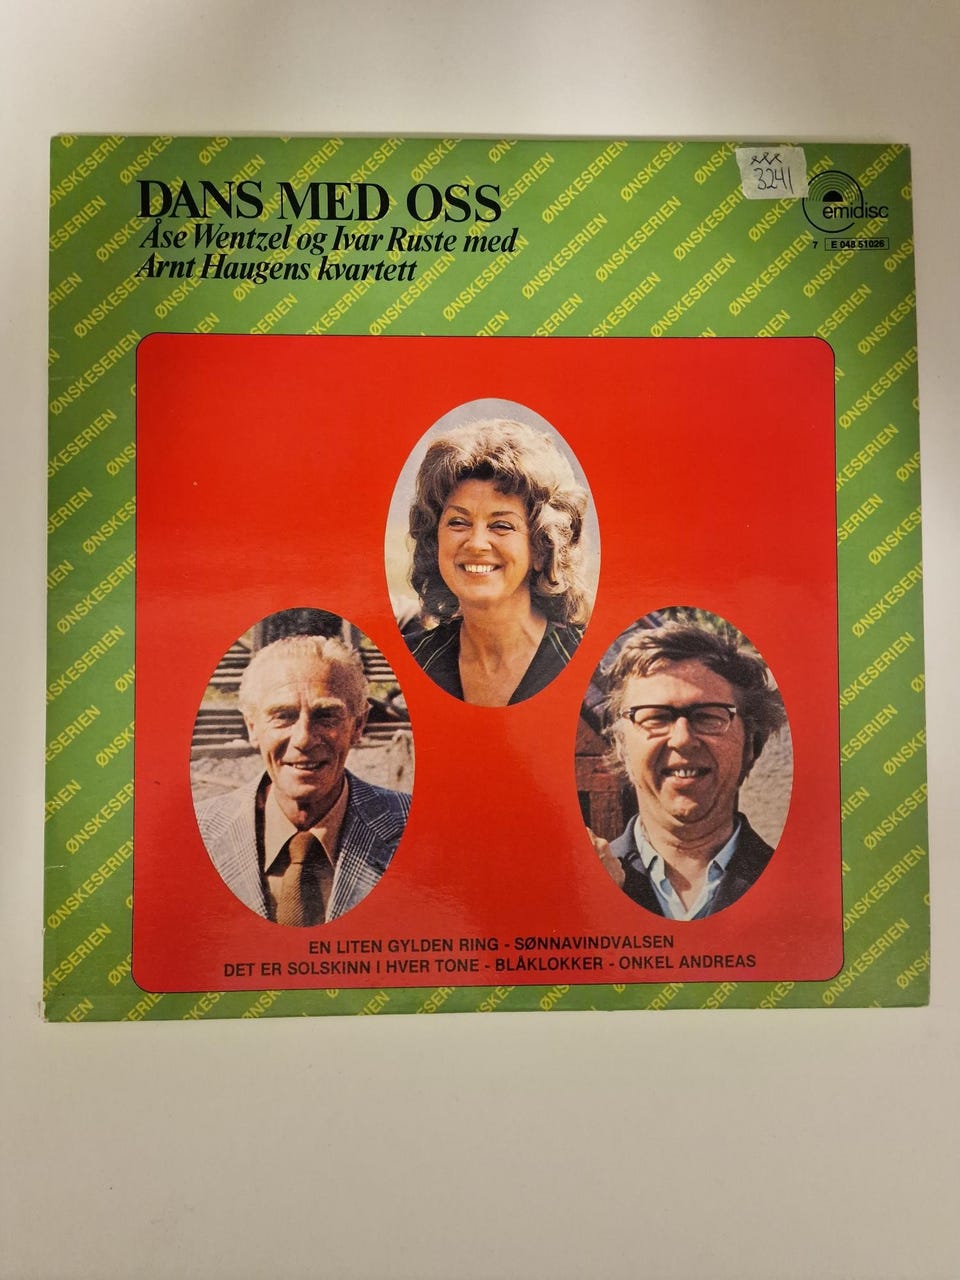 DANS MED OSS
Åse Wentzel og Ivar Ruste med
Arnt Haugens kvartett
xxx
3241
emidisc
7 E 048 51026
EN LITEN GYLDEN RING - SØNNAVINDVALSEN
DET ER SOLSKINN I HVER TONE - BLÅKLOKKER - ONKEL ANDREAS
ØNSKESERIEN